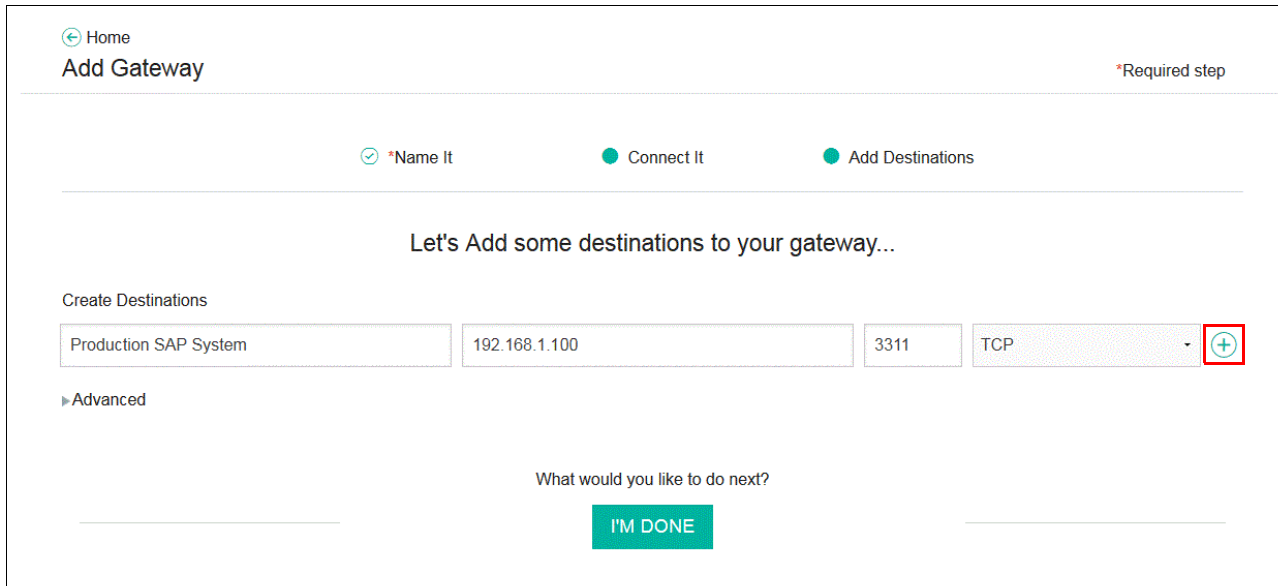 Home
Add Gateway
*Required step
*Name It
Connect It
Add Destinations
Let's Add some destinations to your gateway...
Create Destinations
Production SAP System
192.168.1.100
3311
TCP
Advanced
What would you like to do next?
I'M DONE